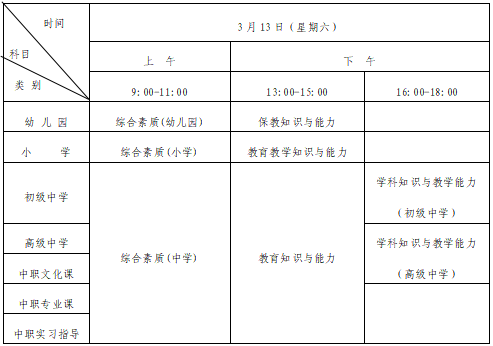 时间
科目
类 别
3 月 13 日（星期六）
上 午
下 午
9:00-11:00
13:00-15:00
16:00-18:00
幼 儿 园
综合素质(幼儿园)
保教知识与能力
小 学
综合素质(小学)
教育教学知识与能力
初级中学
学科知识与教学能力
（初级中学）
高级中学
综合素质(中学)
教育知识与能力
学科知识与教学能力
（高级中学）
中职文化课
中职专业课
中职实习指导